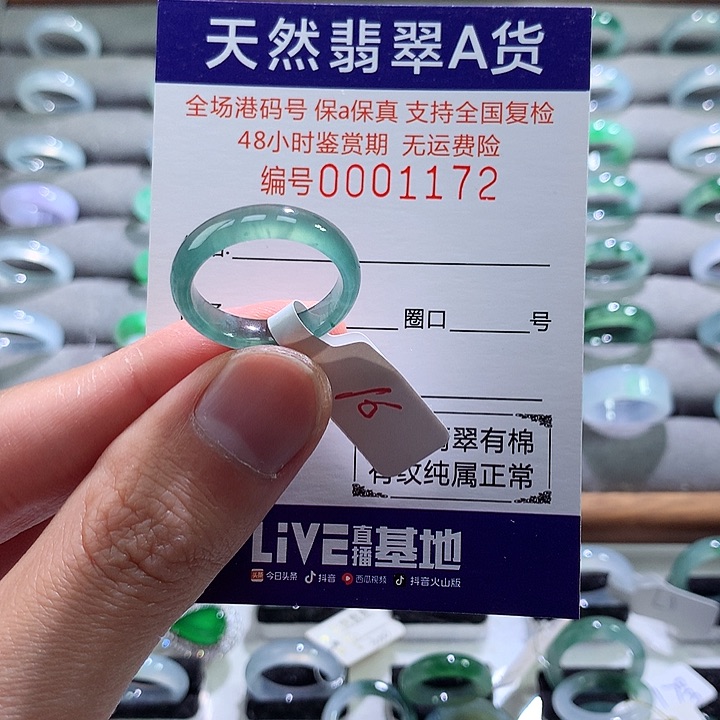 天然翡翠A货
全场港码号 保a保真 支持全国复检
48小时鉴赏期 无运费险
编号0001172
圈口 号
16
翠有棉
有纹纯属正常
LiVE直播基地
头条 今日头条 抖音 西瓜视频 抖音火山版